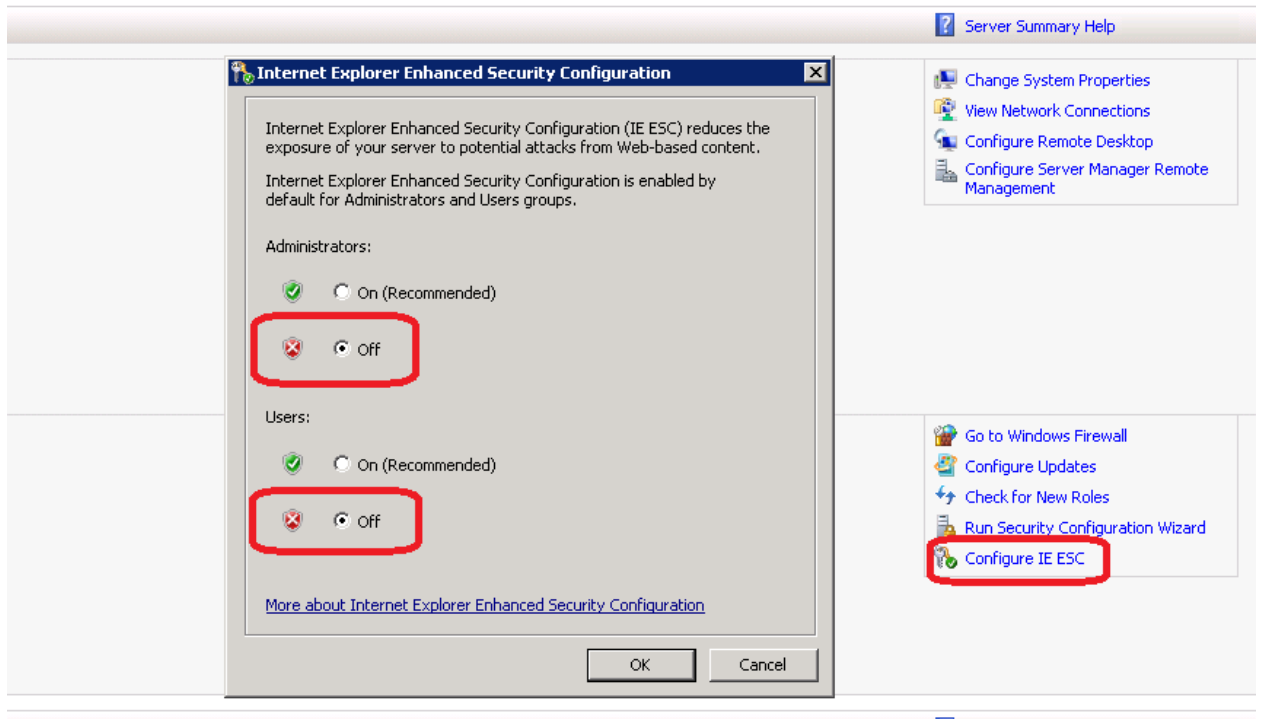 Server Summary Help
Internet Explorer Enhanced Security Configuration
Internet Explorer Enhanced Security Configuration (IE ESC) reduces the
exposure of your server to potential attacks from Web-based content.
Internet Explorer Enhanced Security Configuration is enabled by
default for Administrators and Users groups.
Administrators:
On (Recommended)
Off
Users:
On (Recommended)
Off
More about Internet Explorer Enhanced Security Configuration
OK
Cancel
Change System Properties
View Network Connections
Configure Remote Desktop
Configure Server Manager Remote
Management
Go to Windows Firewall
Configure Updates
Check for New Roles
Run Security Configuration Wizard
Configure IE ESC